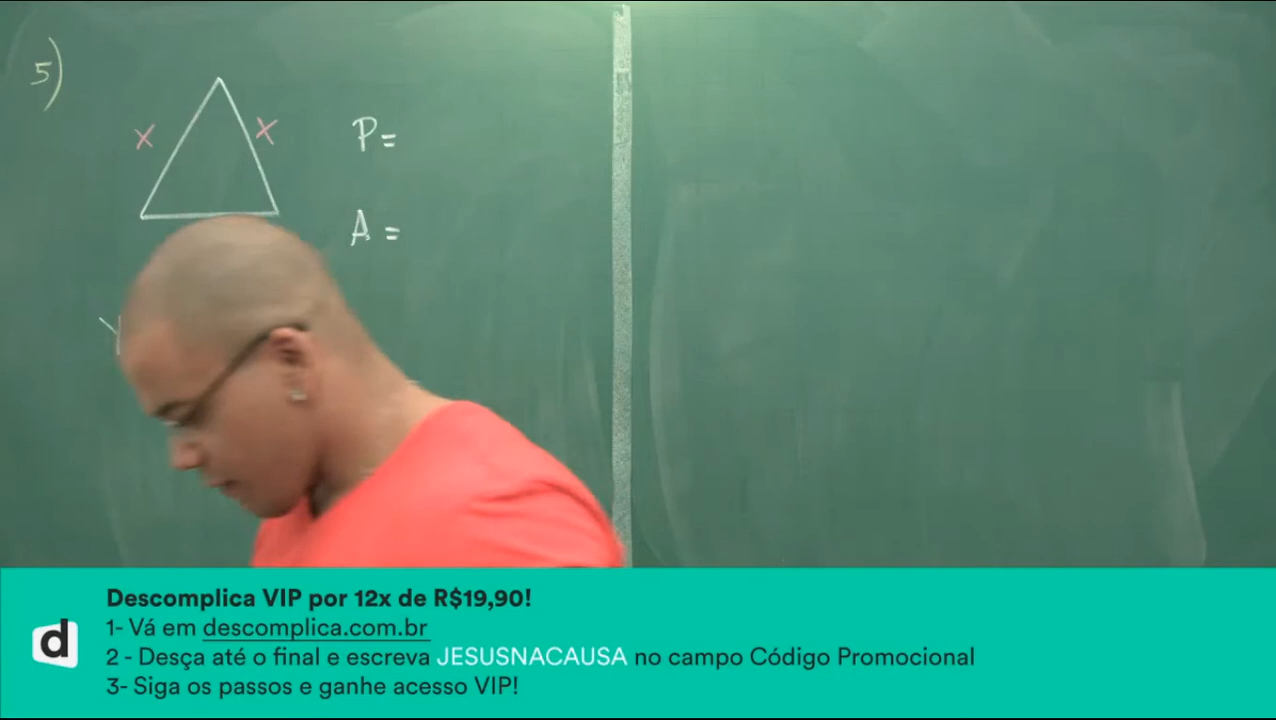 5)
x x
P=
A =
d
Descomplica VIP por 12x de R$19,90!
1- Vá em descomplica.com.br
2 - Desça até o final e escreva JESUSNACAUSA no campo Código Promocional
3- Siga os passos e ganhe acesso VIP!